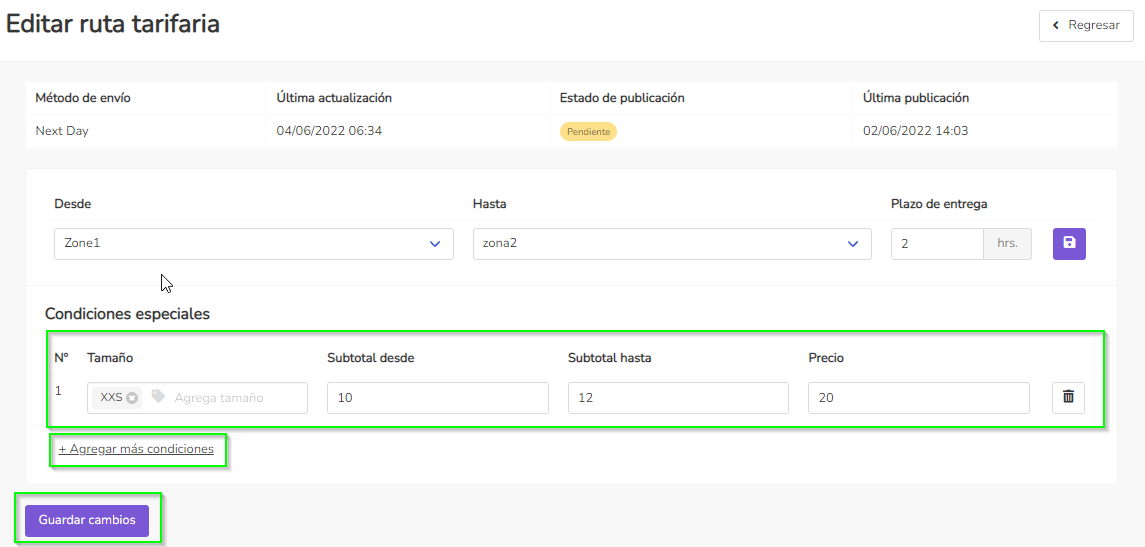 Editar ruta tarifaria
Regresar
Método de envío Última actualización Estado de publicación Última publicación
Next Day 04/06/2022 06:34 Pendiente 02/06/2022 14:03
Desde Hasta Plazo de entrega
Zone1 zona2 2 hrs.
Condiciones especiales
N° Tamaño Subtotal desde Subtotal hasta Precio
1 XXS Agrega tamaño 10 12 20
+ Agregar más condiciones
Guardar cambios